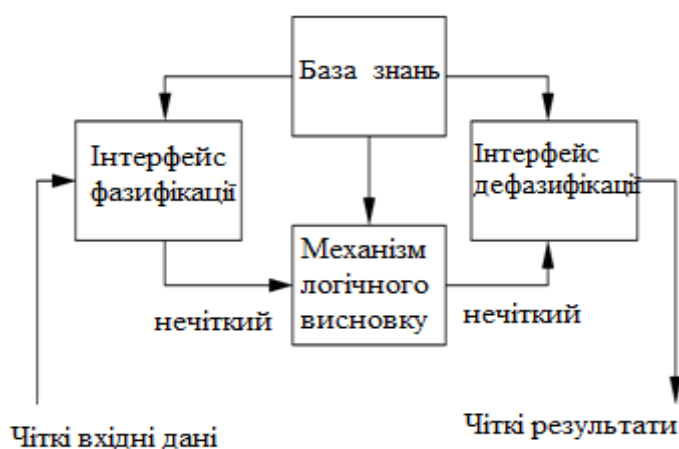 База знань
Інтерфейс
фазифікації
Інтерфейс
дефазифікації
Механізм
логічного
висновку
нечіткий
нечіткий
Чіткі вхідні дані
Чіткі результати